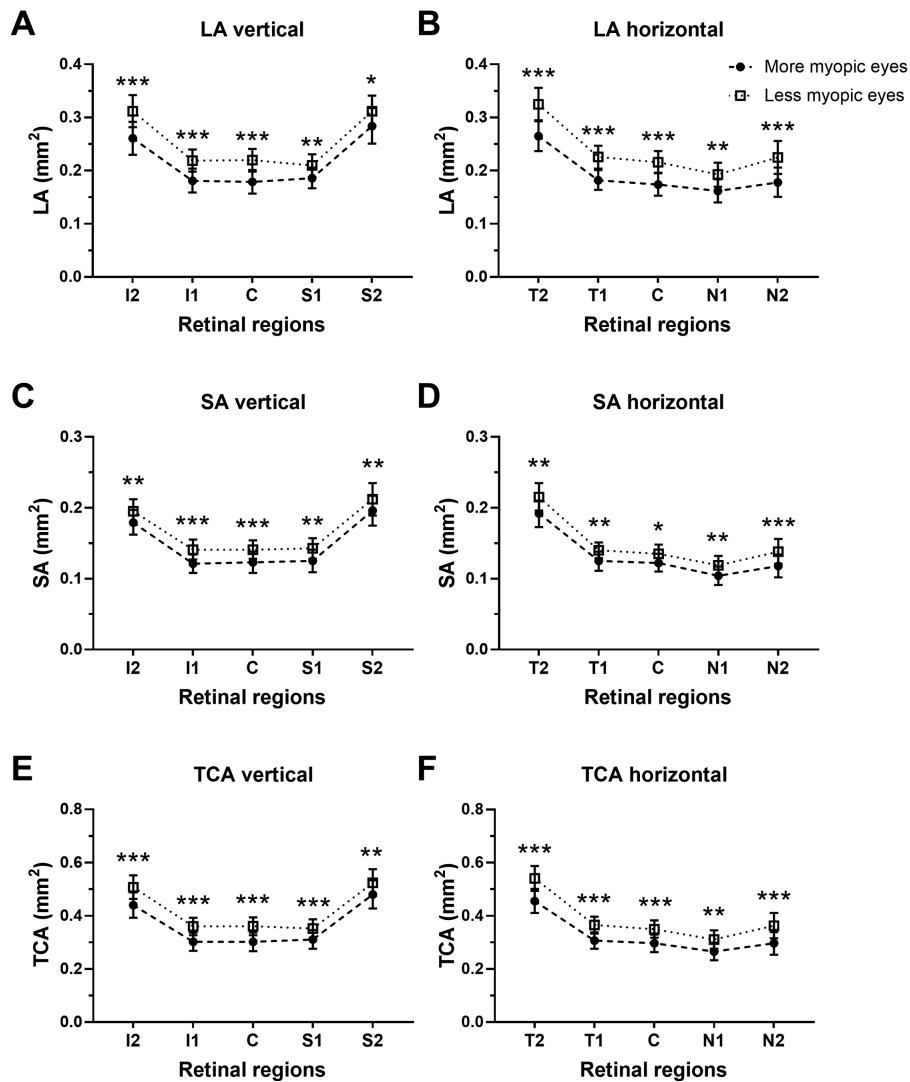 A
LA vertical
LA (mm²)
0.4
0.3
0.2
0.1
0.0
***
***
***
**
*
I2
I1
C
S1
S2
Retinal regions
B
LA horizontal
More myopic eyes
Less myopic eyes
LA (mm²)
0.4
0.3
0.2
0.1
0.0
***
***
***
**
***
T2
T1
C
N1
N2
Retinal regions
C
SA vertical
SA (mm²)
0.3
0.2
0.1
0.0
**
***
***
**
**
I2
I1
C
S1
S2
Retinal regions
D
SA horizontal
SA (mm²)
0.3
0.2
0.1
0.0
**
**
*
**
***
T2
T1
C
N1
N2
Retinal regions
E
TCA vertical
TCA (mm²)
0.8
0.6
0.4
0.2
0.0
***
***
***
***
**
I2
I1
C
S1
S2
Retinal regions
F
TCA horizontal
TCA (mm²)
0.8
0.6
0.4
0.2
0.0
***
***
***
**
***
T2
T1
C
N1
N2
Retinal regions